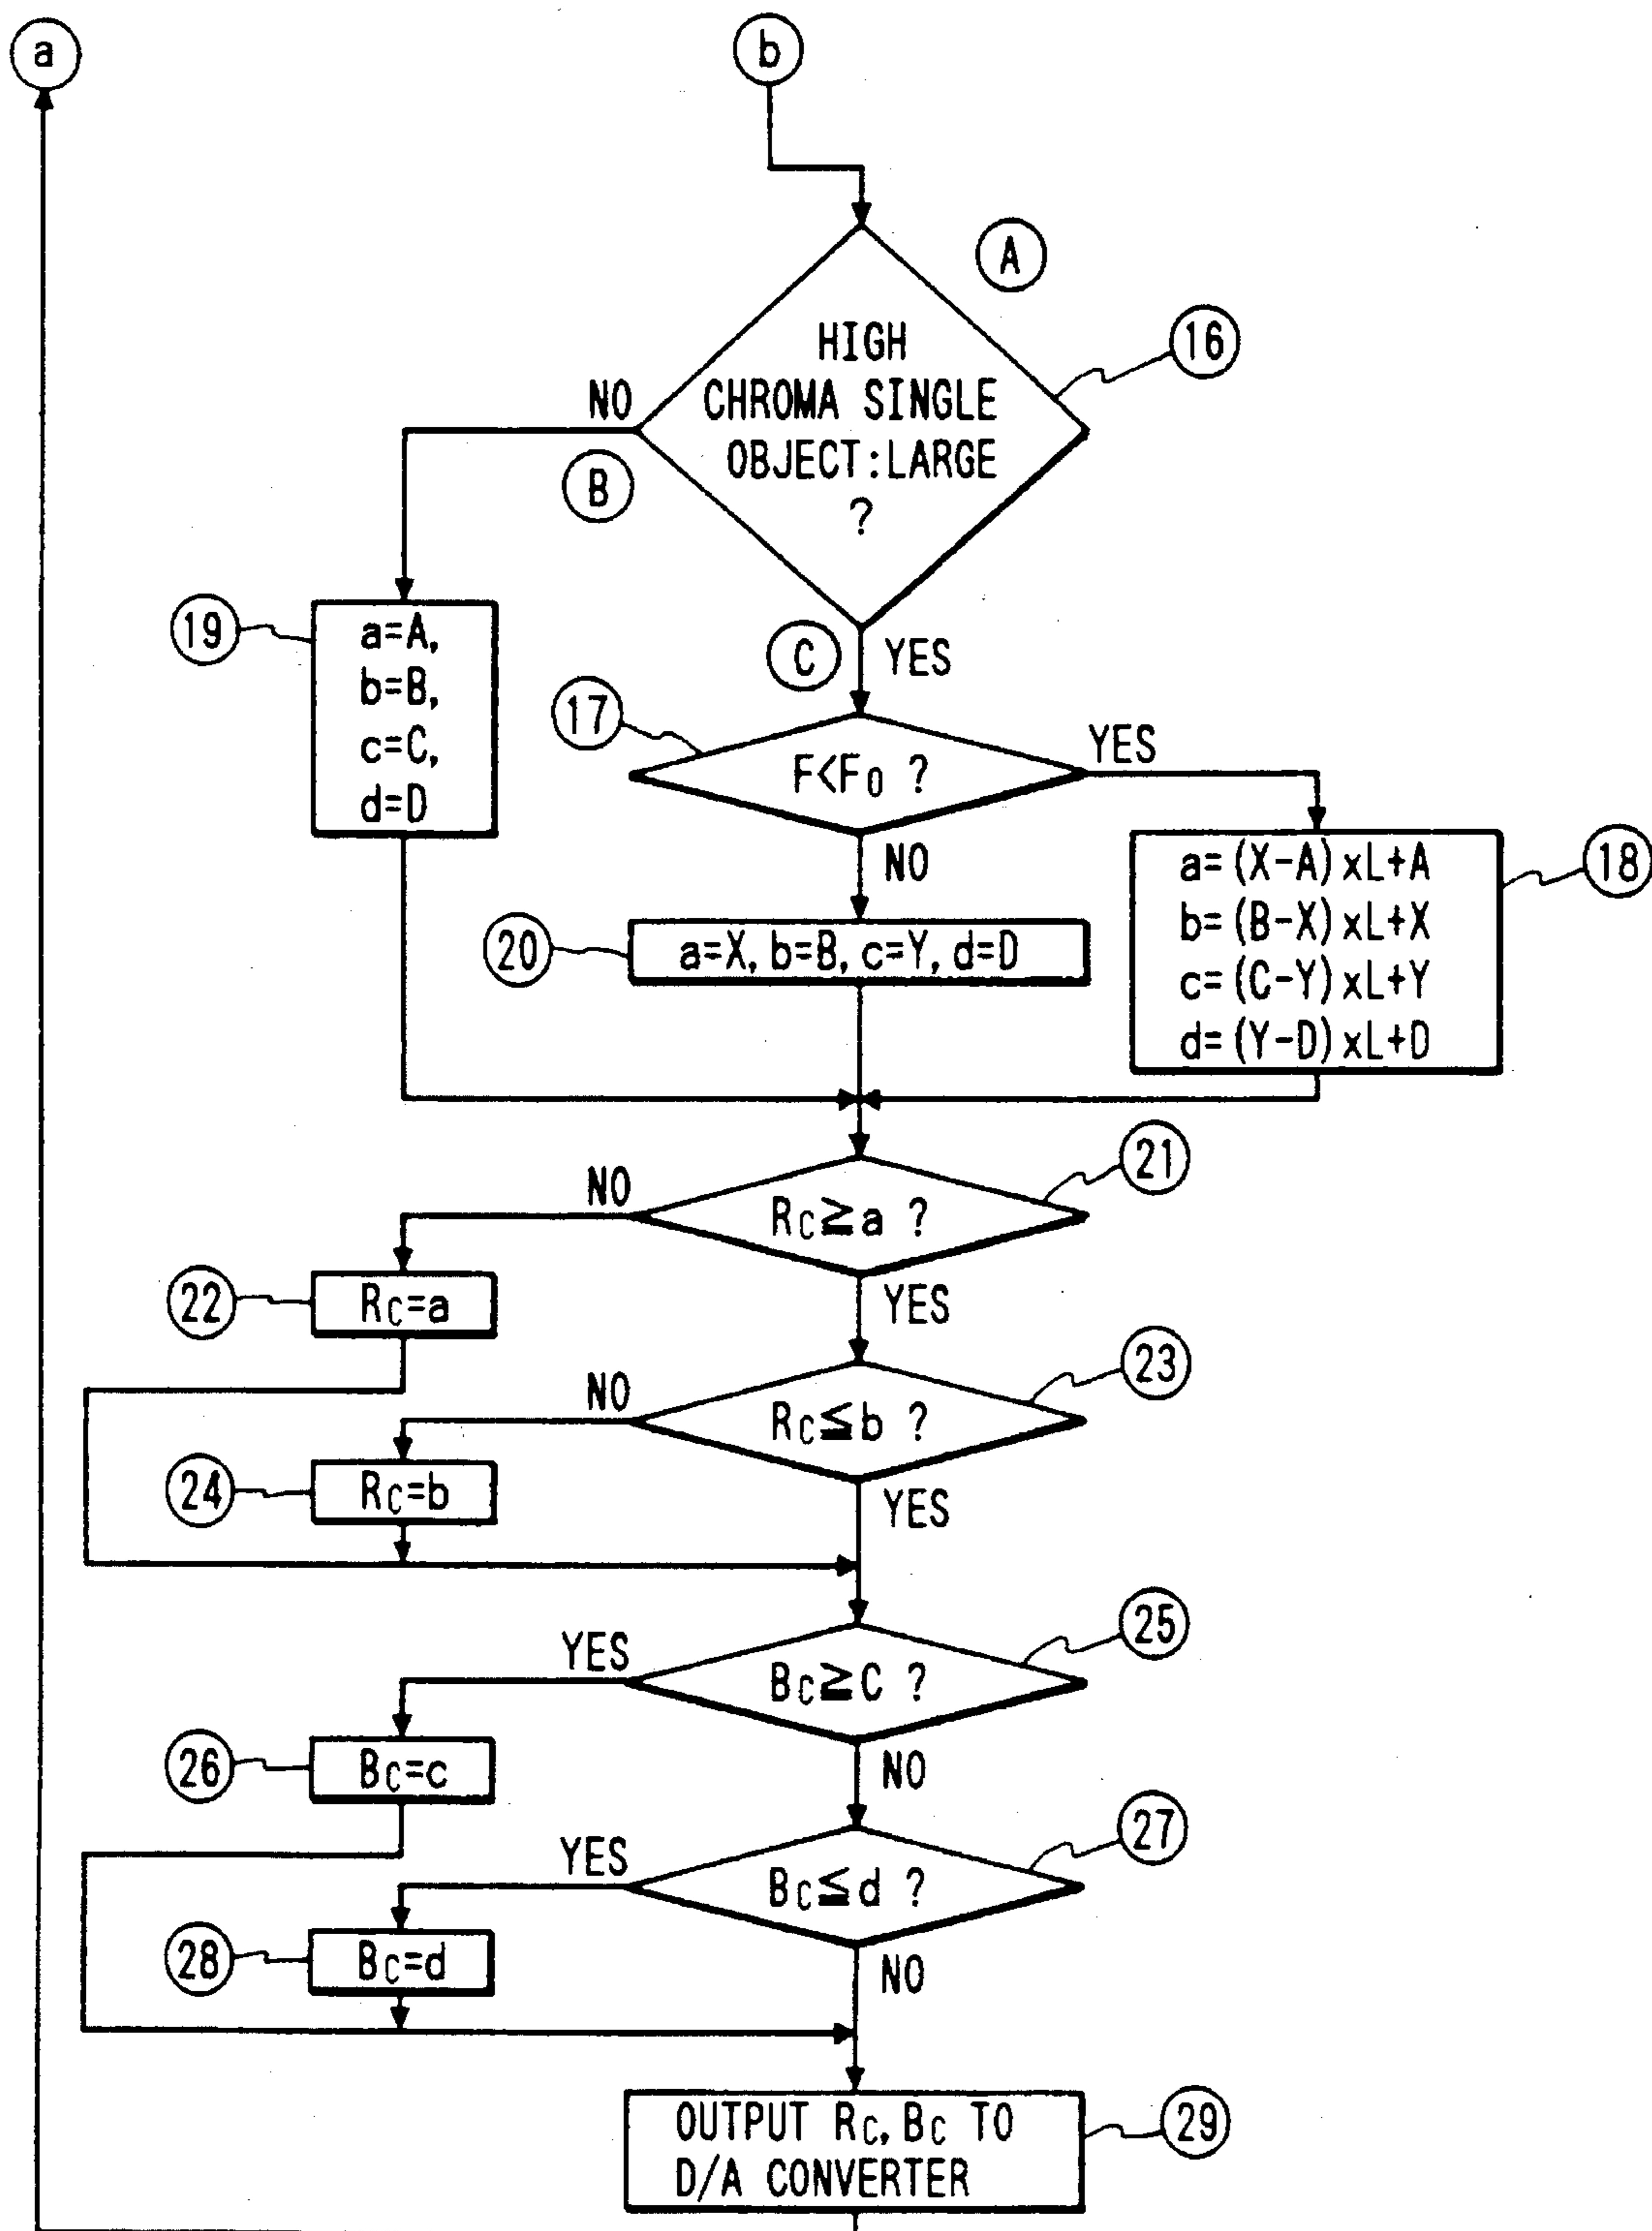 a
b
A
HIGH
CHROMA SINGLE
OBJECT:LARGE
?
16
NO
B
19
a=A,
b=B,
c=C,
d=D
C
YES
17
F<F0 ?
YES
NO
18
a=(X-A)xL+A
b=(B-X)xL+X
c=(C-Y)xL+Y
d=(Y-D)xL+D
20
a=X, b=B, c=Y, d=D
21
NO
RC≧a ?
22
RC=a
YES
23
NO
RC≦b ?
24
RC=b
YES
25
YES
BC≧C ?
26
BC=c
NO
27
YES
BC≦d ?
28
BC=d
NO
OUTPUT RC, BC TO
D/A CONVERTER
29